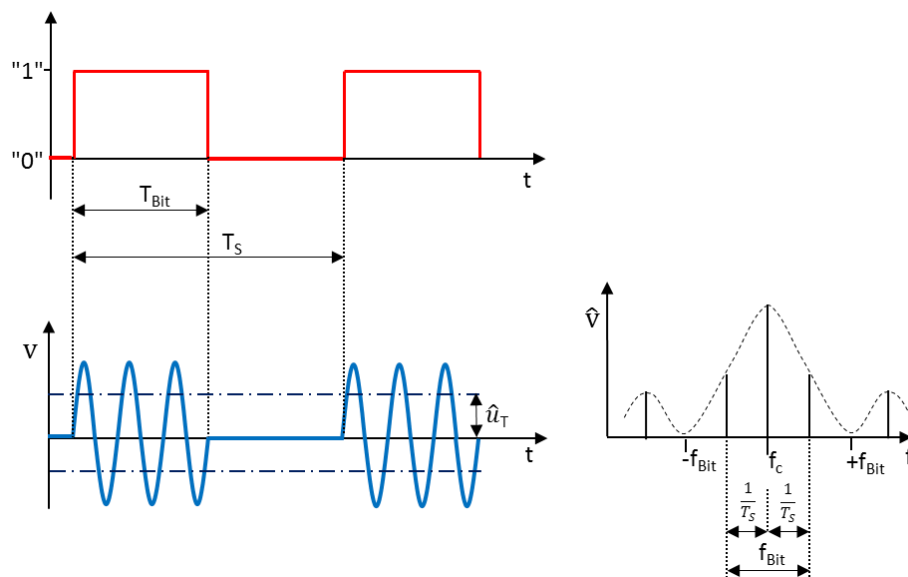 "1"
"0"
t
T_Bit
T_S
V
û_T
t
V̂
-f_Bit
f_c
+f_Bit
f
1/T_S
1/T_S
f_Bit